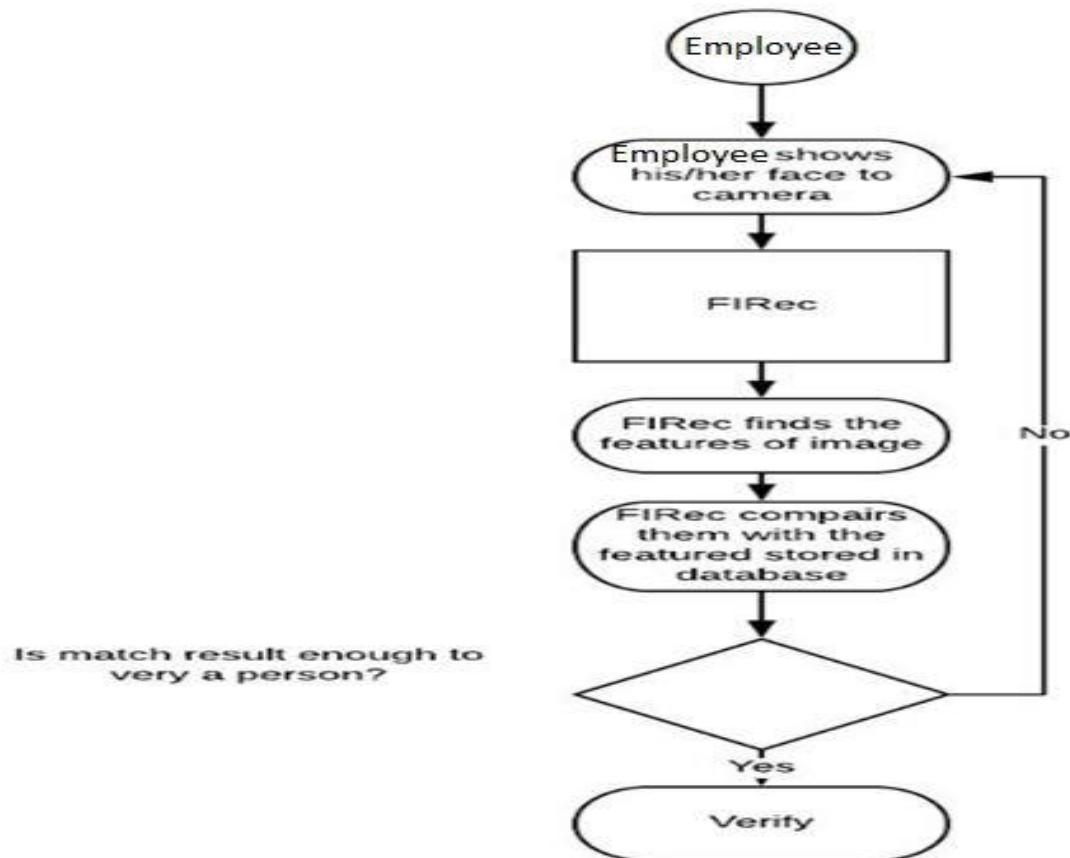 Employee
Employee shows
his/her face to
camera
FIRec
FIRec finds the
features of image
No
FIRec compairs
them with the
featured stored in
database
Is match result enough to
very a person?
Yes
Verify